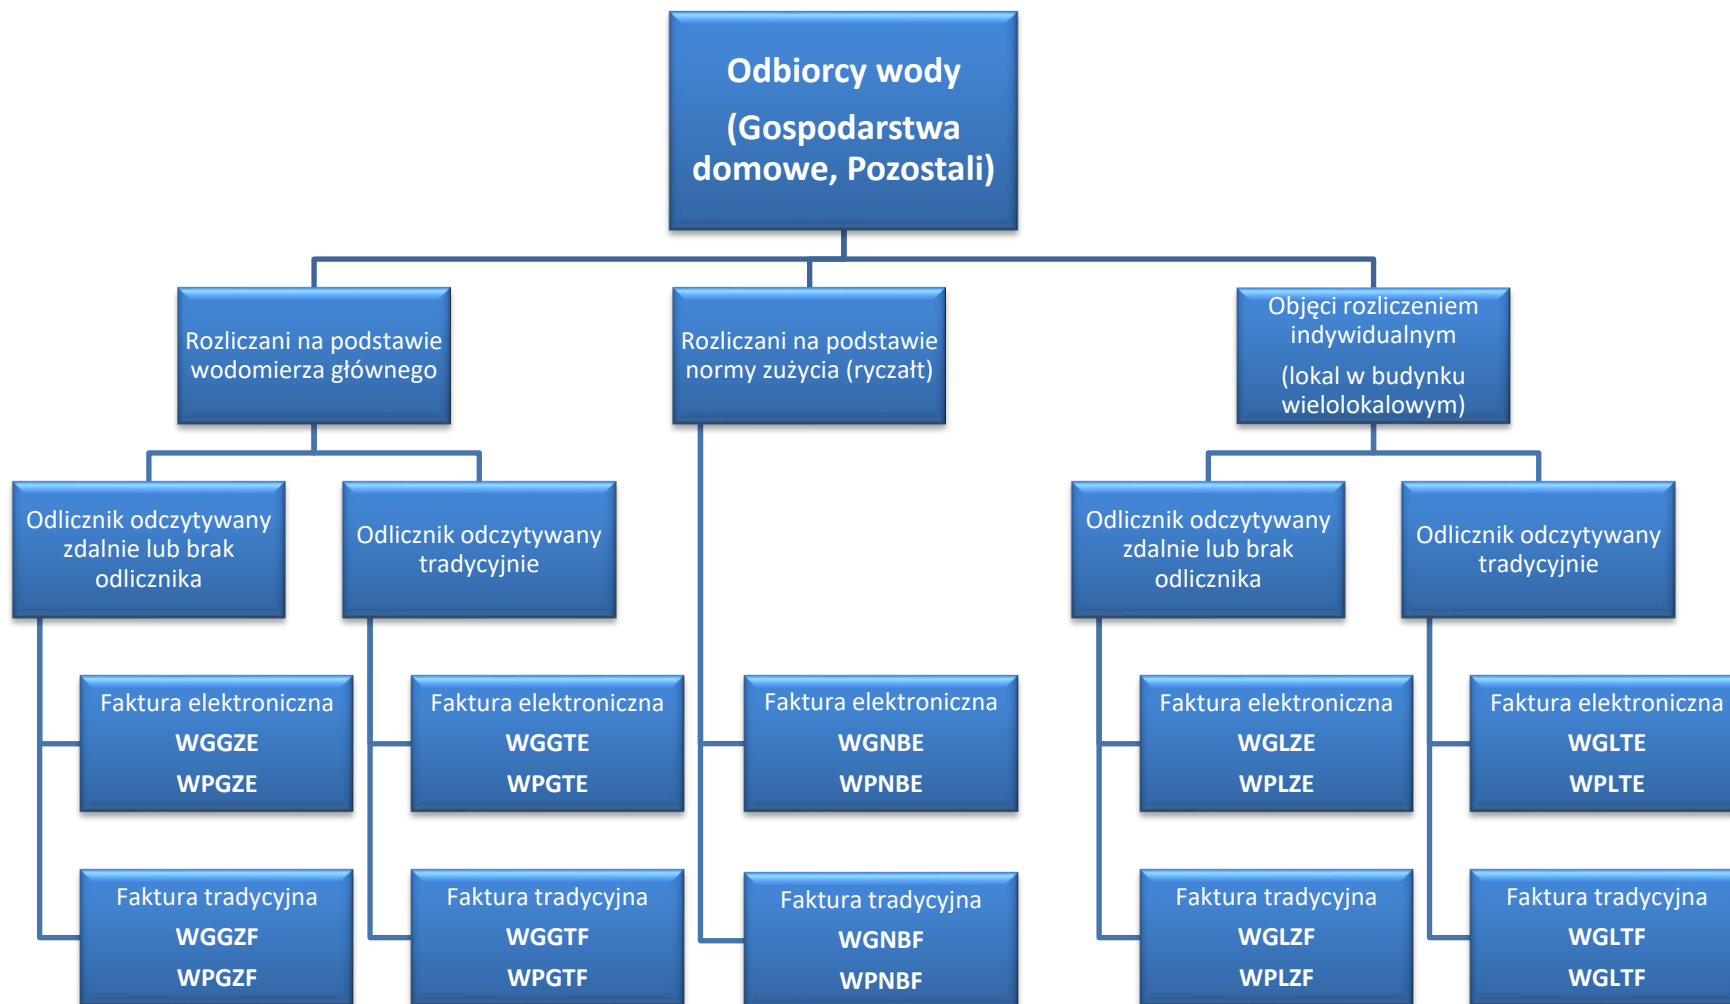 Odbiorcy wody
(Gospodarstwa
domowe, Pozostali)
Rozliczani na podstawie
wodomierza głównego
Rozliczani na podstawie
normy zużycia (ryczałt)
Objęci rozliczeniem
indywidualnym
(lokal w budynku
wielolokalowym)
Odlicznik odczytywany
zdalnie lub brak
odlicznika
Odlicznik odczytywany
tradycyjnie
Odlicznik odczytywany
zdalnie lub brak
odlicznika
Odlicznik odczytywany
tradycyjnie
Faktura elektroniczna
WGGZE
WPGZE
Faktura elektroniczna
WGGTE
WPGTE
Faktura elektroniczna
WGNBE
WPNBE
Faktura elektroniczna
WGLZE
WPLZE
Faktura elektroniczna
WGLTE
WPLTE
Faktura tradycyjna
WGGZF
WPGZF
Faktura tradycyjna
WGGTF
WPGTF
Faktura tradycyjna
WGNBF
WPNBF
Faktura tradycyjna
WGLZF
WPLZF
Faktura tradycyjna
WGLTF
WGLTF